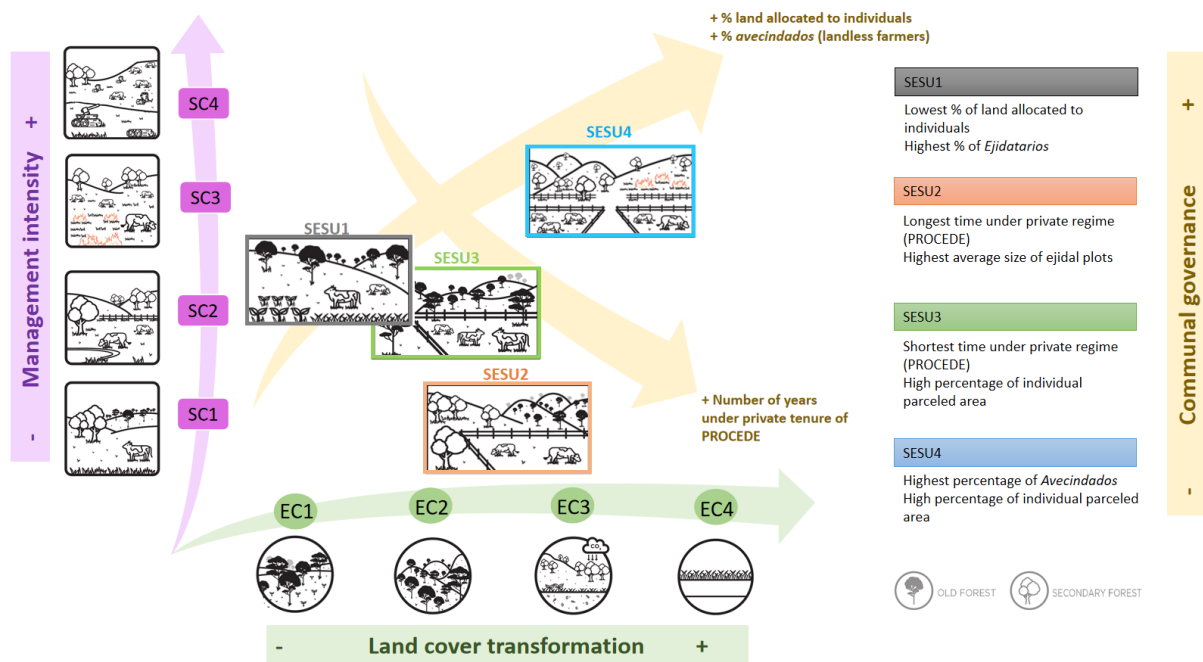 + % land allocated to individuals
+ % avecindados (landless farmers)
Management intensity
+
-
SC4
SC3
SC2
SC1
SESU4
SESU1
SESU3
SESU2
+ Number of years
under private tenure of
PROCEDE
EC1
EC2
EC3
EC4
CO₂
- Land cover transformation +
SESU1
Lowest % of land allocated to
individuals
Highest % of Ejidatarios
SESU2
Longest time under private regime
(PROCEDE)
Highest average size of ejidal plots
SESU3
Shortest time under private regime
(PROCEDE)
High percentage of individual
parceled area
SESU4
Highest percentage of Avecindados
High percentage of individual parceled
area
Communal governance
+
-
OLD FOREST
SECONDARY FOREST